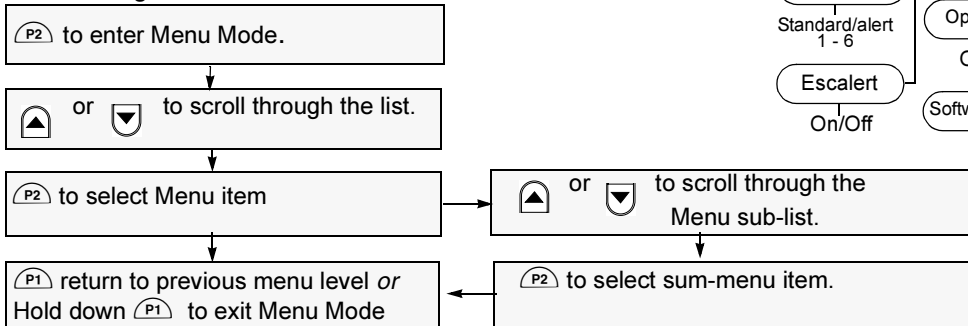 P2 to enter Menu Mode.
or to scroll through the list.
P2 to select Menu item
P1 return to previous menu level or
Hold down P1 to exit Menu Mode
or to scroll through the
Menu sub-list.
P2 to select sum-menu item.
Standard/alert
1 - 6
Escalert
On/Off
Op
Softw